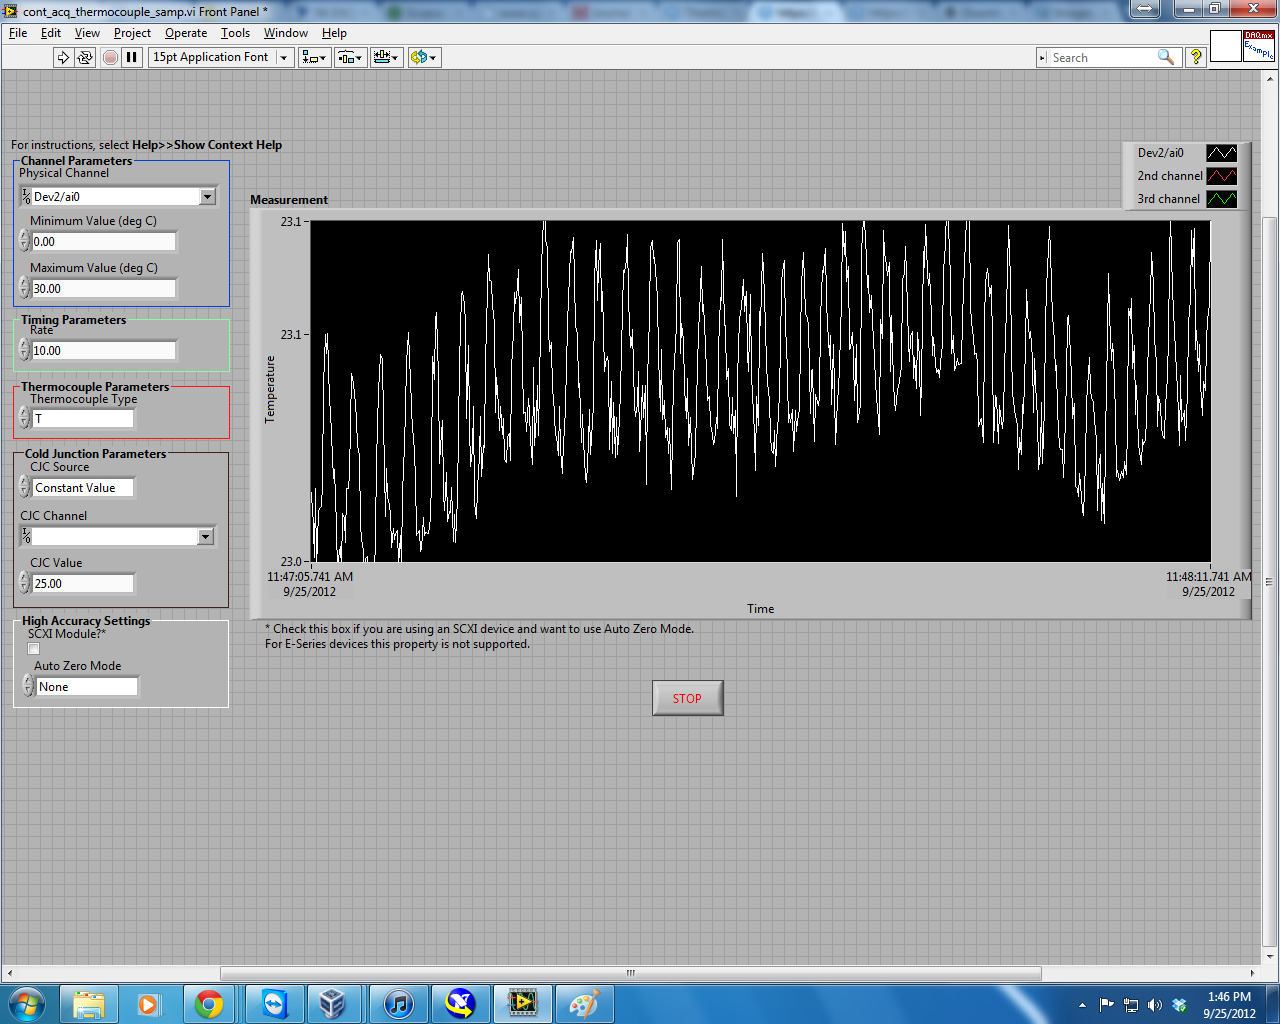 cont_acq_thermocouple_samp.vi Front Panel *
File Edit View Project Operate Tools Window Help
15pt Application Font
Search
?
DAQmx
Example
For instructions, select Help>>Show Context Help
Channel Parameters
Physical Channel
Dev2/ai0
Minimum Value (deg C)
0.00
Maximum Value (deg C)
30.00
Timing Parameters
Rate
10.00
Thermocouple Parameters
Thermocouple Type
T
Cold Junction Parameters
CJC Source
Constant Value
CJC Channel
CJC Value
25.00
High Accuracy Settings
SCXI Module?*
Auto Zero Mode
None
Dev2/ai0
2nd channel
3rd channel
Measurement
23.1
23.1
23.0
Temperature
11:47:05.741 AM
9/25/2012
11:48:11.741 AM
9/25/2012
Time
* Check this box if you are using an SCXI device and want to use Auto Zero Mode.
For E-Series devices this property is not supported.
STOP
1:46 PM
9/25/2012